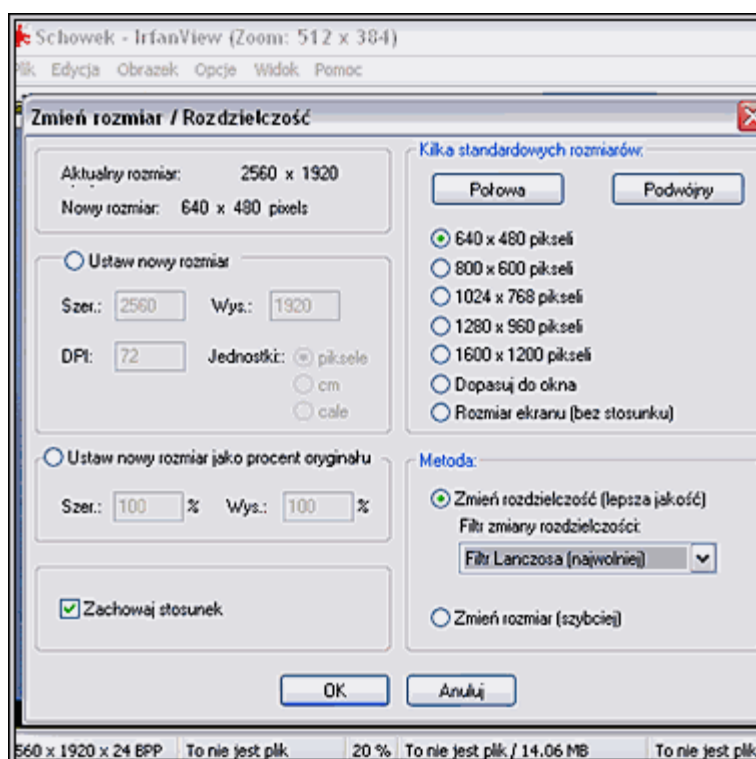 Schowek - IrfanView (Zoom: 512 x 384)
Plik Edycja Obrazek Opcje Widok Pomoc
Zmień rozmiar / Rozdzielczość
Aktualny rozmiar: 2560 x 1920
Nowy rozmiar: 640 x 480 pixels
Ustaw nowy rozmiar
Szer.: 2560 Wys.: 1920
DPI: 72 Jednostki: piksele
cm
cale
Ustaw nowy rozmiar jako procent oryginału
Szer.: 100 % Wys.: 100 %
Zachowaj stosunek
Kilka standardowych rozmiarów:
Połowa Podwójny
640 x 480 pikseli
800 x 600 pikseli
1024 x 768 pikseli
1280 x 960 pikseli
1600 x 1200 pikseli
Dopasuj do okna
Rozmiar ekranu (bez stosunku)
Metoda:
Zmień rozdzielczość (lepsza jakość)
Filtr zmiany rozdzielczości:
Filtr Lanczosa (najwolniej)
Zmień rozmiar (szybciej)
OK Anuluj
560 x 1920 x 24 BPP To nie jest plik 20 % To nie jest plik / 14.06 MB To nie jest plik